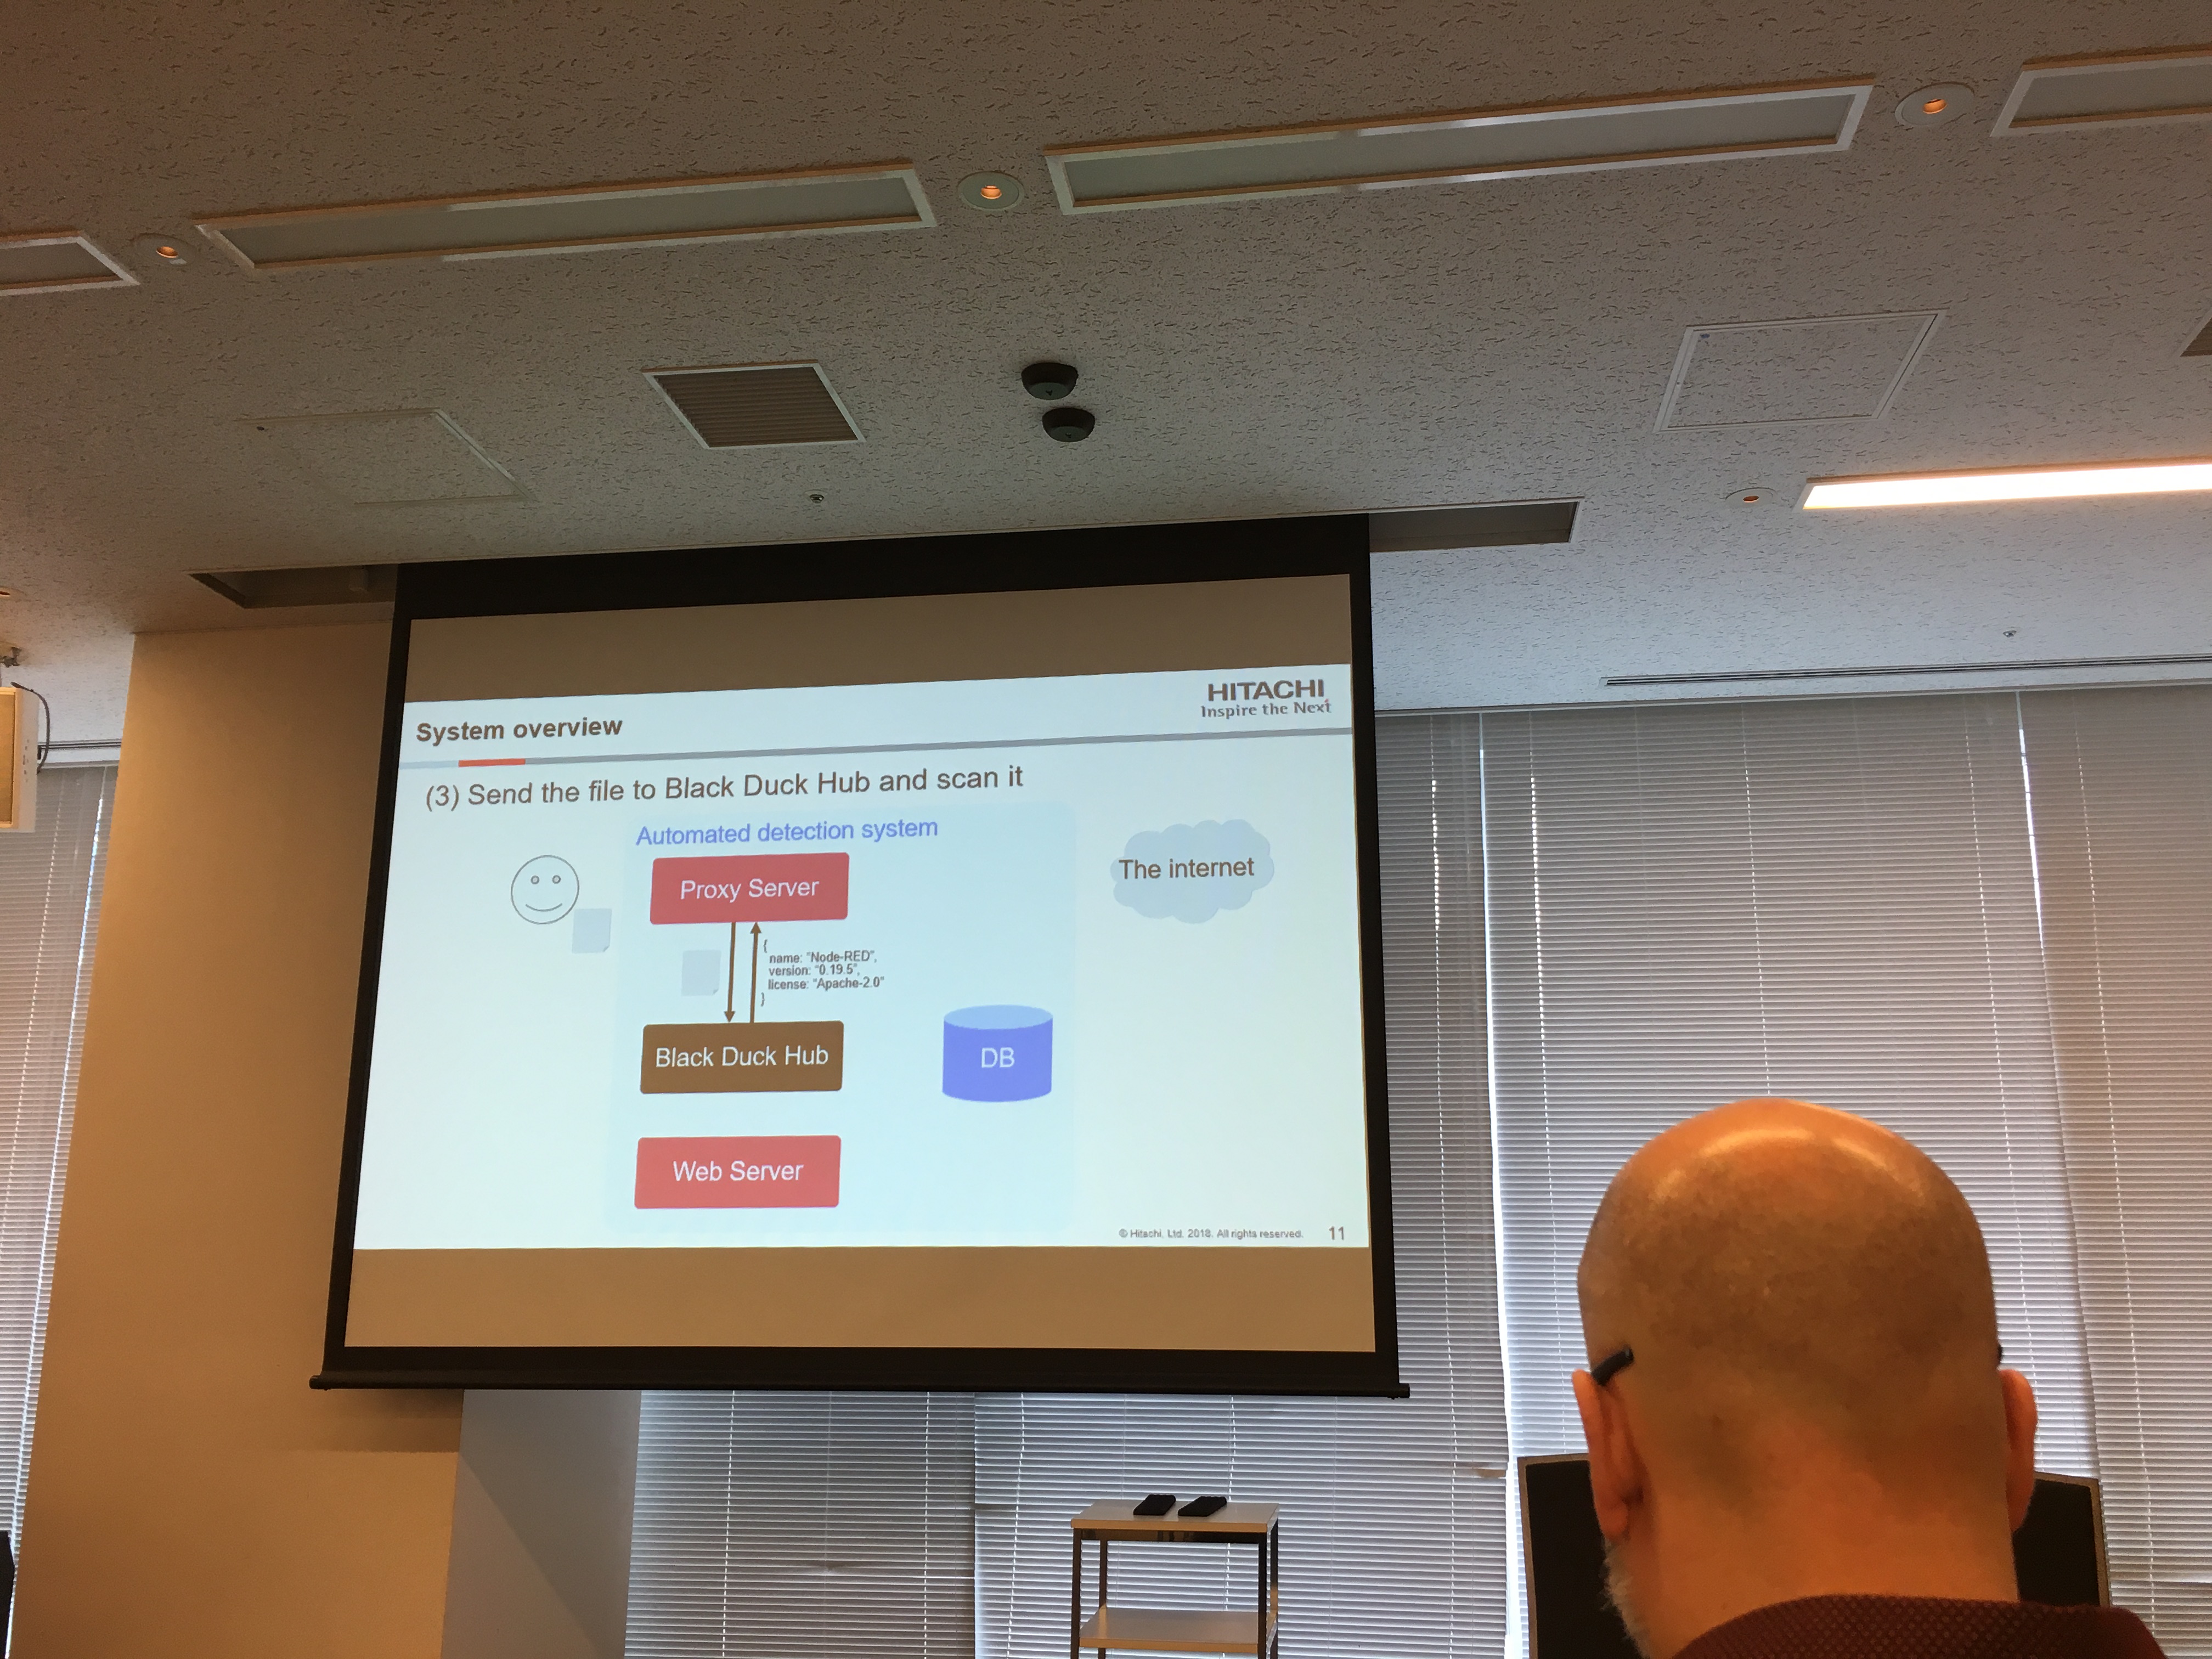 HITACHI
Inspire the Next
System overview
(3) Send the file to Black Duck Hub and scan it
Automated detection system
The internet
Proxy Server
{
name: "Node-RED",
version: "0.19.5",
license: "Apache-2.0"
}
Black Duck Hub
DB
Web Server
© Hitachi, Ltd. 2018. All rights reserved.
11